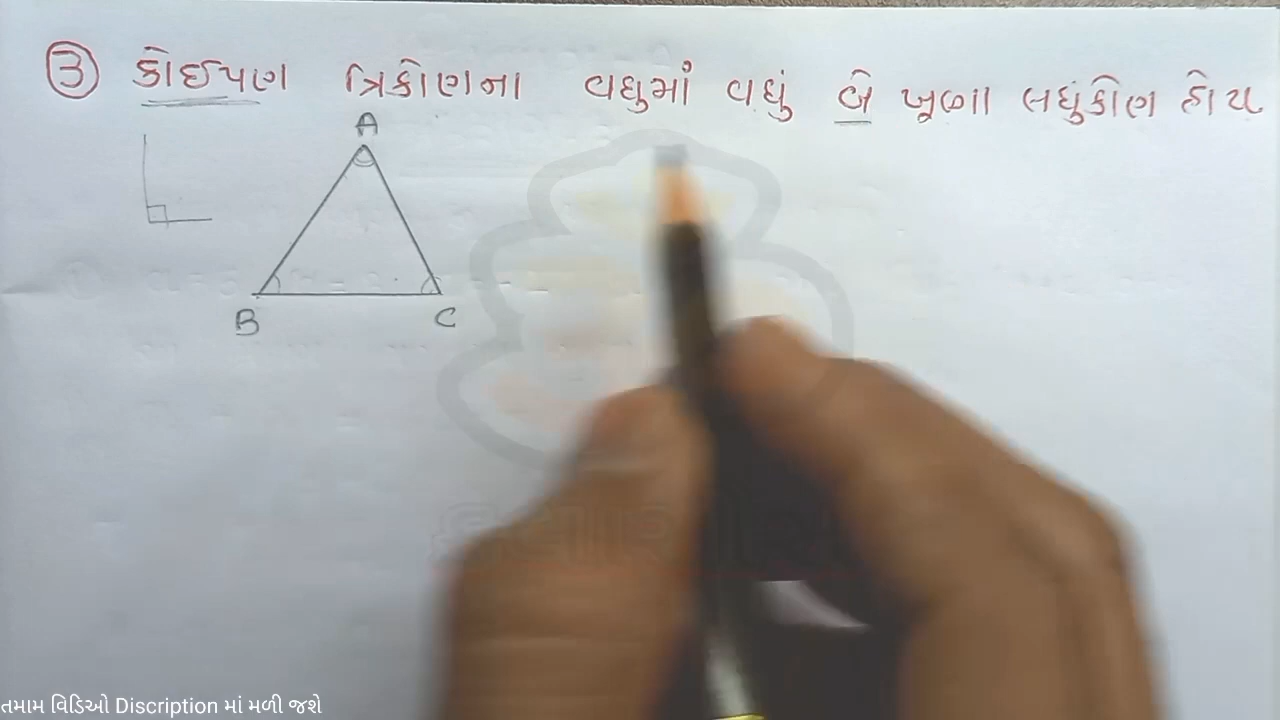 ③ કોઈપણ ત્રિકોણના વધુમાં વધું બે ખૂણા લઘુંકોણ હોય
A
B C
તમામ વિડિઓ Discription માં મળી જશે